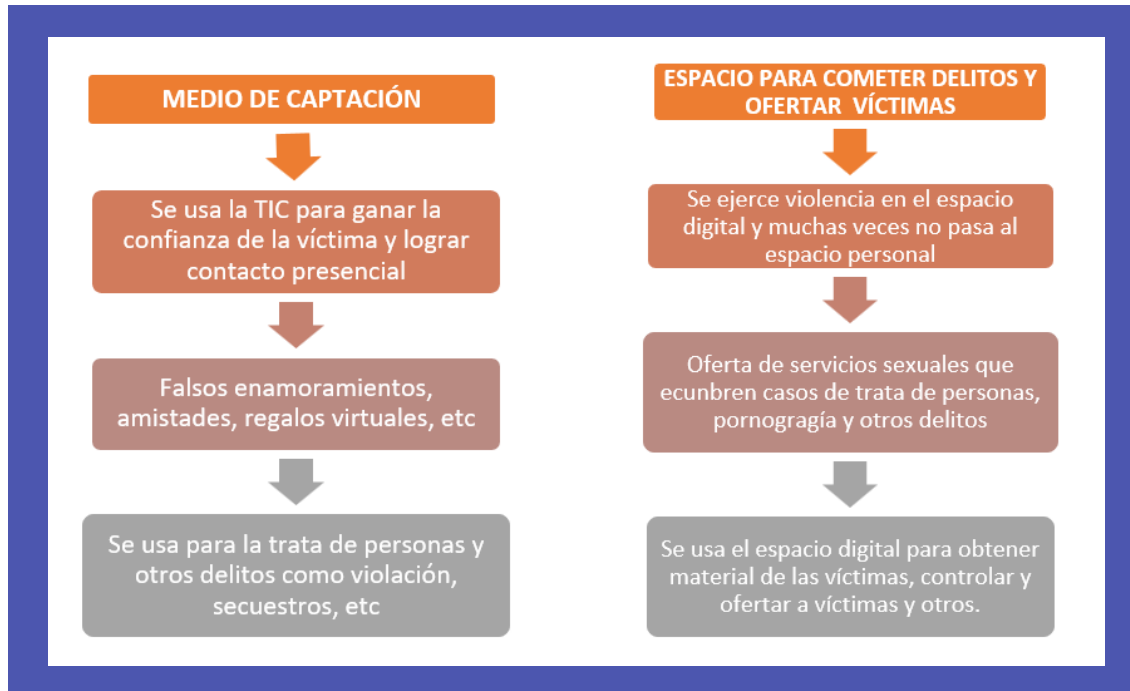 MEDIO DE CAPTACIÓN
Se usa la TIC para ganar la
confianza de la víctima y lograr
contacto presencial
Falsos enamoramientos,
amistades, regalos virtuales, etc
Se usa para la trata de personas y
otros delitos como violación,
secuestros, etc
ESPACIO PARA COMETER DELITOS Y
OFERTAR VÍCTIMAS
Se ejerce violencia en el espacio
digital y muchas veces no pasa al
espacio personal
Oferta de servicios sexuales que
ecunbren casos de trata de personas,
pornogragía y otros delitos
Se usa el espacio digital para obtener
material de las víctimas, controlar y
ofertar a víctimas y otros.